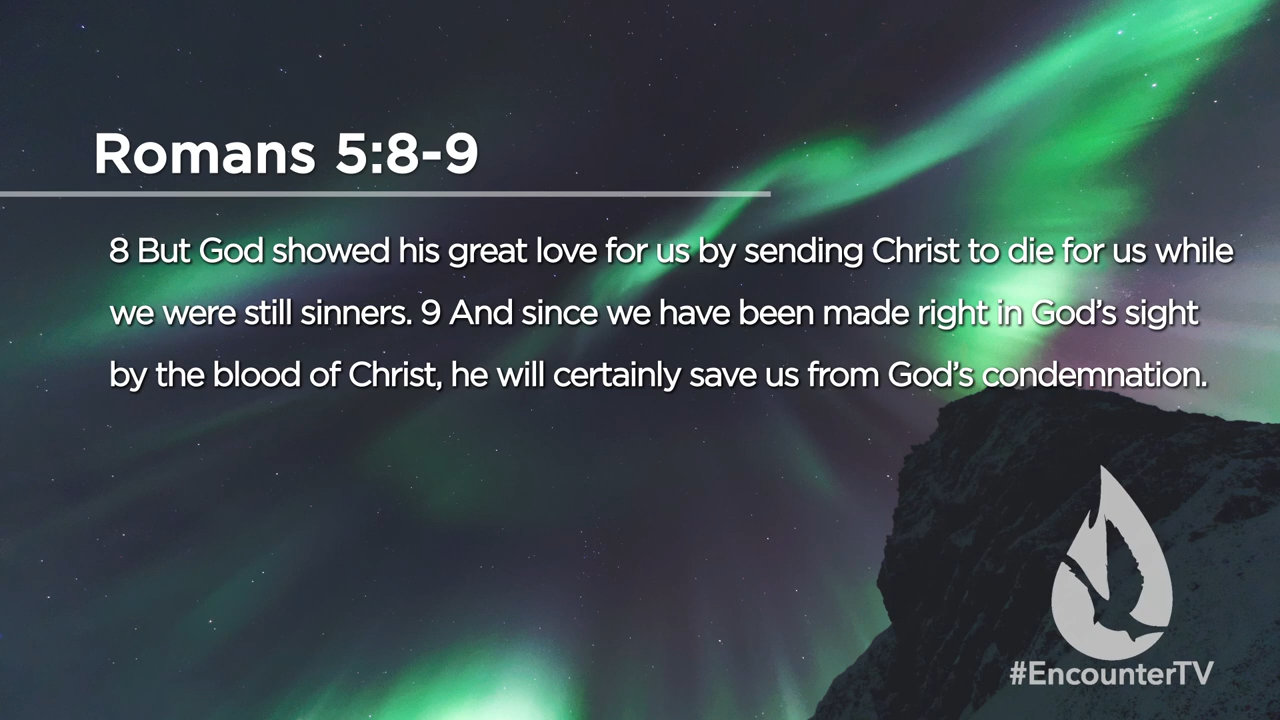 Romans 5:8-9
8 But God showed his great love for us by sending Christ to die for us while
we were still sinners. 9 And since we have been made right in God’s sight
by the blood of Christ, he will certainly save us from God’s condemnation.
#EncounterTV